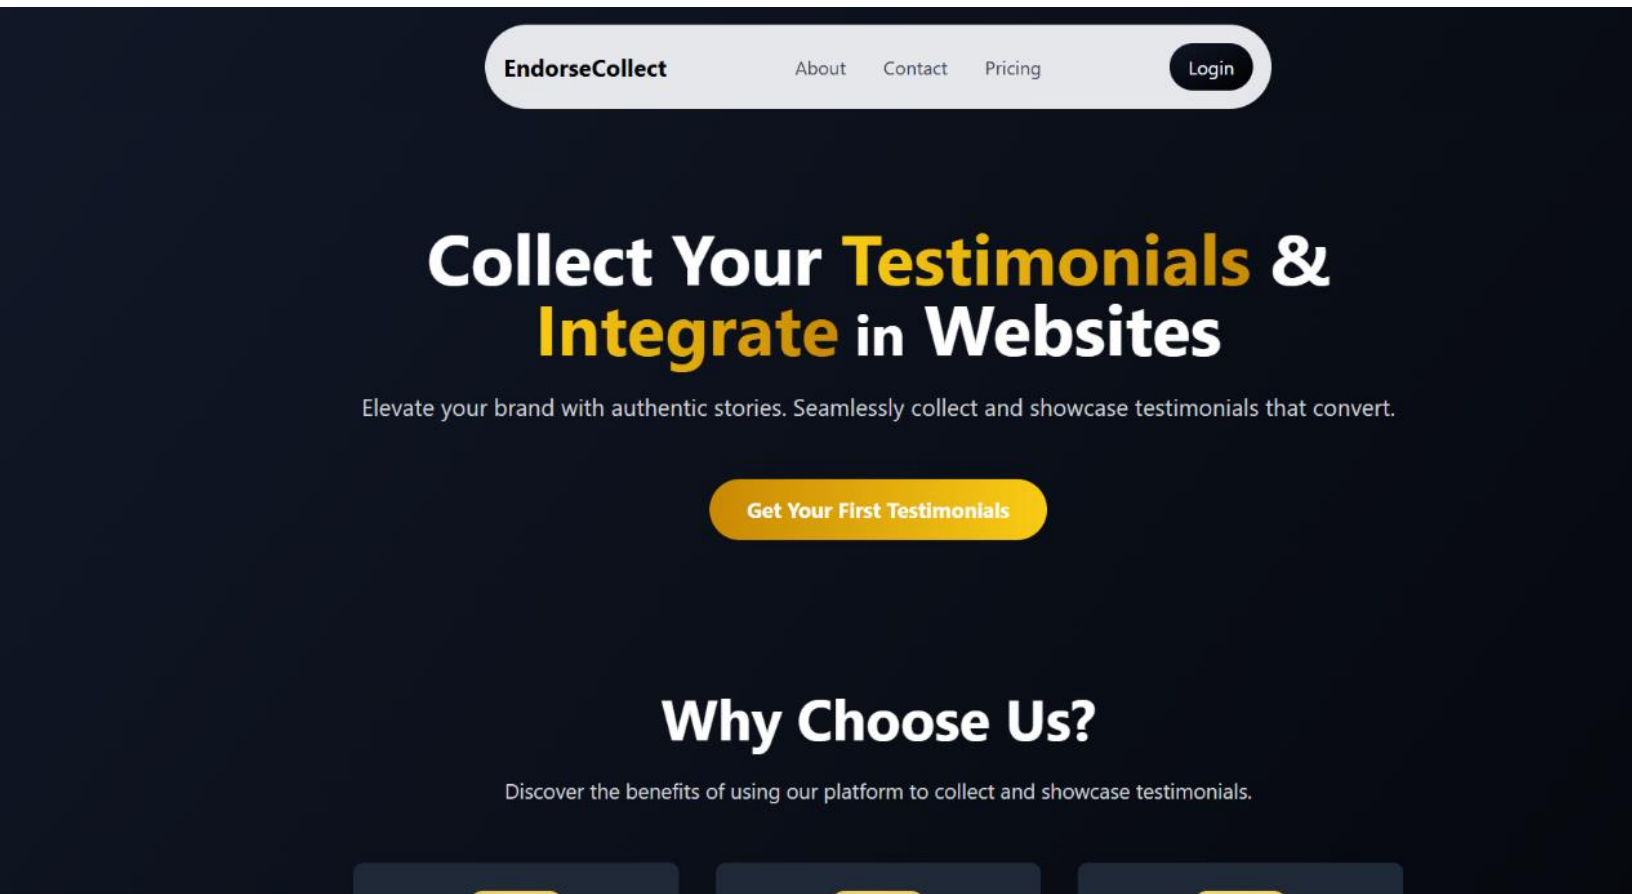 EndorseCollect About Contact Pricing Login
Collect Your Testimonials &
Integrate in Websites
Elevate your brand with authentic stories. Seamlessly collect and showcase testimonials that convert.
Get Your First Testimonials
Why Choose Us?
Discover the benefits of using our platform to collect and showcase testimonials.